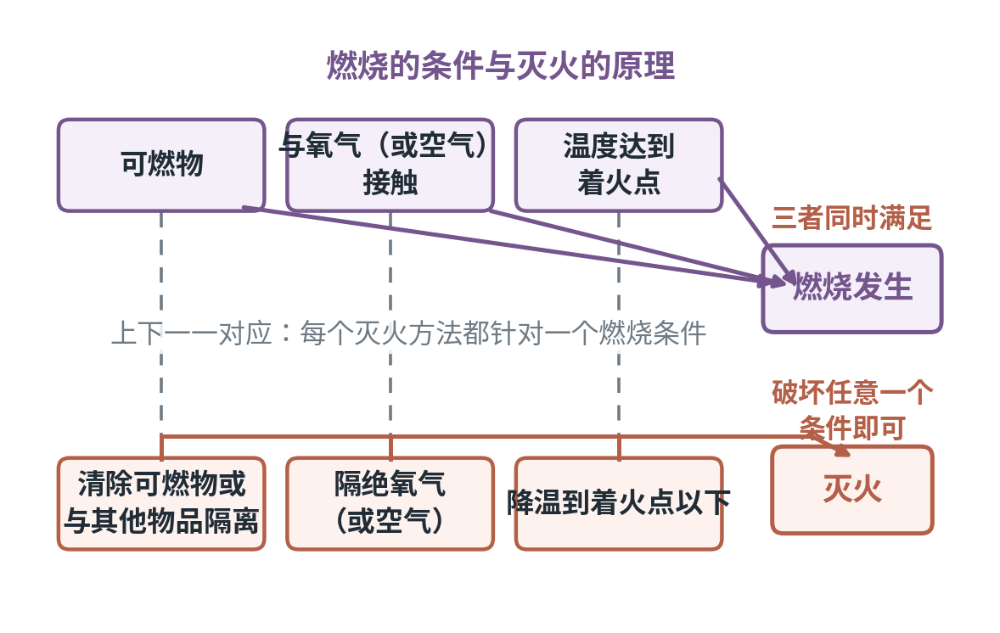 燃烧的条件与灭火的原理
可燃物
与氧气（或空气）
接触
温度达到
着火点
三者同时满足
燃烧发生
上下一一对应：每个灭火方法都针对一个燃烧条件
破坏任意一个
条件即可
清除可燃物或
与其他物品隔离
隔绝氧气
（或空气）
降温到着火点以下
灭火